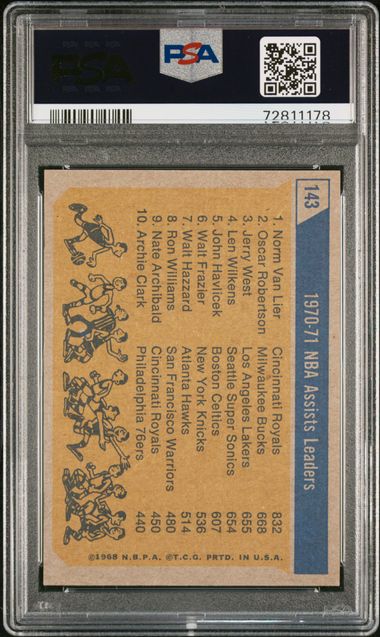 PSA
PSA
72811178
143
1970-71 NBA Assists Leaders
1. Norm Van Lier Cincinnati Royals 832
2. Oscar Robertson Milwaukee Bucks 668
3. Jerry West Los Angeles Lakers 655
4. Len Wilkens Seattle Super Sonics 654
5. John Havlicek Boston Celtics 607
6. Walt Frazier New York Knicks 536
7. Walt Hazzard Atlanta Hawks 514
8. Ron Williams San Francisco Warriors 480
9. Nate Archibald Cincinnati Royals 450
10. Archie Clark Philadelphia 76ers 440
©1968 N.B.P.A. ©T.C.G. PRTD. IN U.S.A.